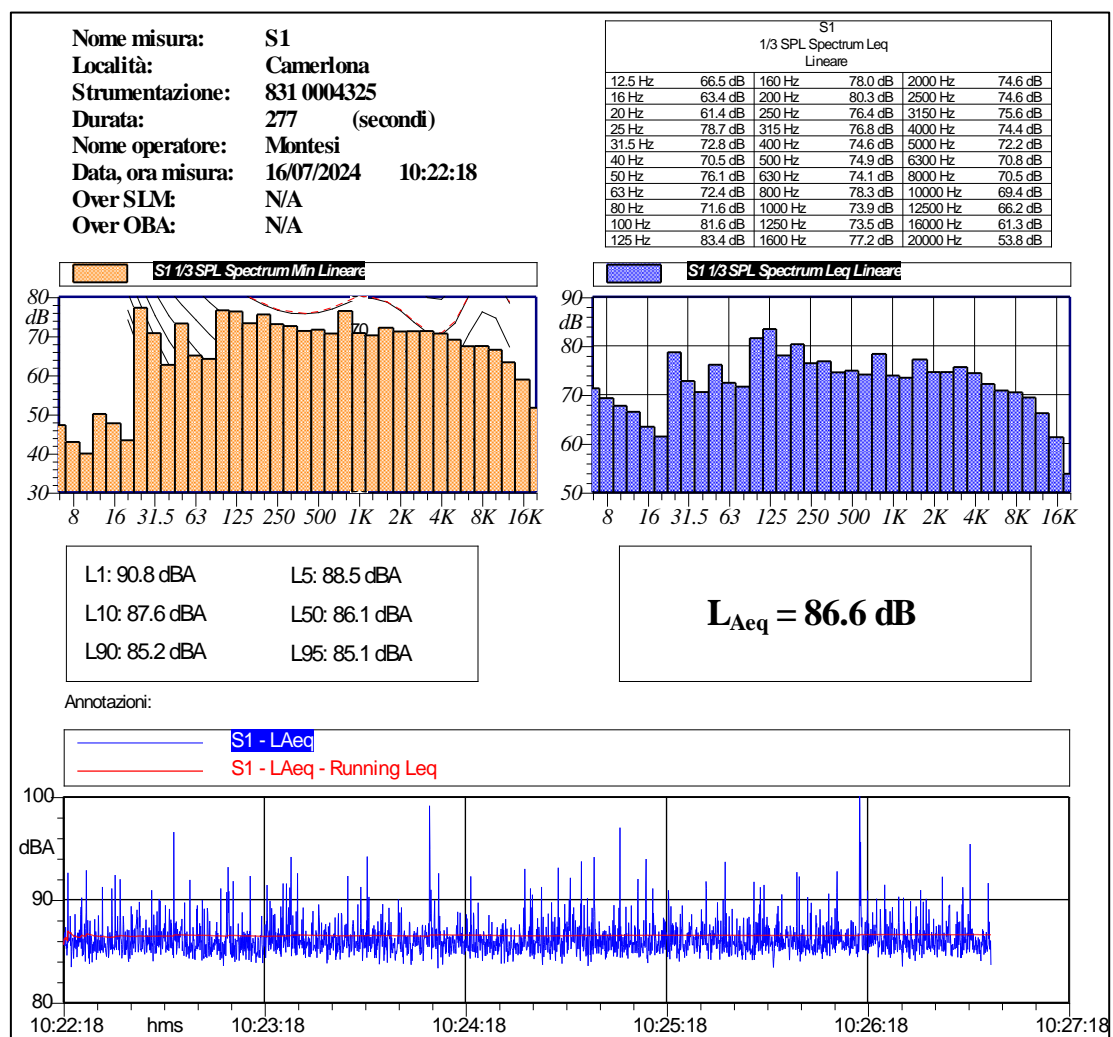 Nome misura: S1
Località: Camerlona
Strumentazione: 831 0004325
Durata: 277 (secondi)
Nome operatore: Montesi
Data, ora misura: 16/07/2024 10:22:18
Over SLM: N/A
Over OBA: N/A
S1
1/3 SPL Spectrum Leq
Lineare
12.5 Hz 66.5 dB 160 Hz 78.0 dB 2000 Hz 74.6 dB
16 Hz 63.4 dB 200 Hz 80.3 dB 2500 Hz 74.6 dB
20 Hz 61.4 dB 250 Hz 76.4 dB 3150 Hz 75.6 dB
25 Hz 78.7 dB 315 Hz 76.8 dB 4000 Hz 74.4 dB
31.5 Hz 72.8 dB 400 Hz 74.6 dB 5000 Hz 72.2 dB
40 Hz 70.5 dB 500 Hz 74.9 dB 6300 Hz 70.8 dB
50 Hz 76.1 dB 630 Hz 74.1 dB 8000 Hz 70.5 dB
63 Hz 72.4 dB 800 Hz 78.3 dB 10000 Hz 69.4 dB
80 Hz 71.6 dB 1000 Hz 73.9 dB 12500 Hz 66.2 dB
100 Hz 81.6 dB 1250 Hz 73.5 dB 16000 Hz 61.3 dB
125 Hz 83.4 dB 1600 Hz 77.2 dB 20000 Hz 53.8 dB
S1 1/3 SPL Spectrum Min Lineare
80
dB
70
60
50
40
30
70
8 16 31.5 63 125 250 500 1K 2K 4K 8K 16K
S1 1/3 SPL Spectrum Leq Lineare
90
dB
80
70
60
50
8 16 31.5 63 125 250 500 1K 2K 4K 8K 16K
L1: 90.8 dBA L5: 88.5 dBA
L10: 87.6 dBA L50: 86.1 dBA
L90: 85.2 dBA L95: 85.1 dBA
LAeq = 86.6 dB
Annotazioni:
S1 - LAeq
S1 - LAeq - Running Leq
100
dBA
90
80
10:22:18 hms 10:23:18 10:24:18 10:25:18 10:26:18 10:27:18